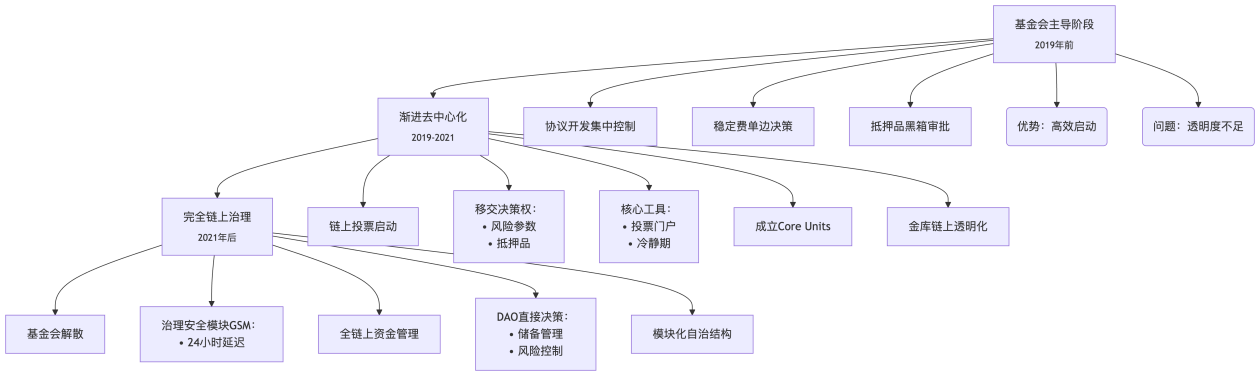 基金会主导阶段
2019年前
渐进去中心化
2019-2021
协议开发集中控制
稳定费单边决策
抵押品黑箱审批
优势：高效启动
问题：透明度不足
完全链上治理
2021年后
链上投票启动
移交决策权：
• 风险参数
• 抵押品
核心工具：
• 投票门户
• 冷静期
成立Core Units
金库链上透明化
基金会解散
治理安全模块GSM：
• 24小时延迟
全链上资金管理
DAO直接决策：
• 储备管理
• 风险控制
模块化自治结构